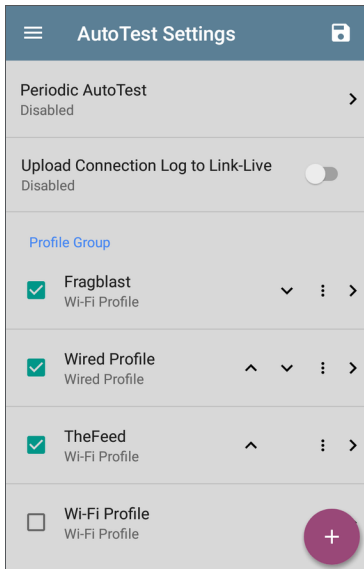 AutoTest Settings
Periodic AutoTest
Disabled
Upload Connection Log to Link-Live
Disabled
Profile Group
Fragblast
Wi-Fi Profile
Wired Profile
Wired Profile
TheFeed
Wi-Fi Profile
Wi-Fi Profile
Wi-Fi Profile